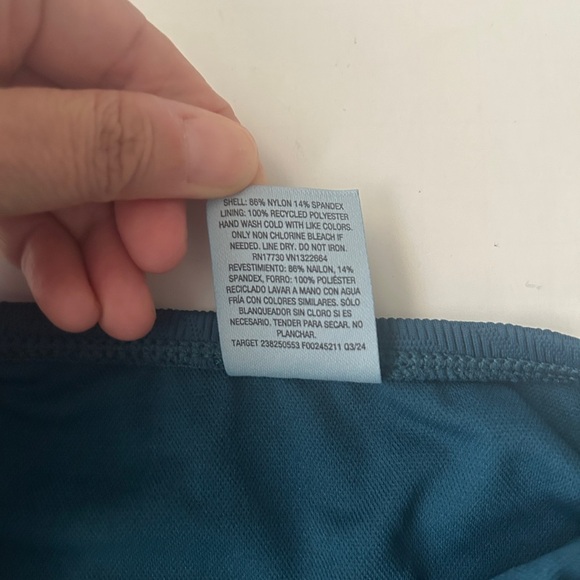 SHELL: 86% NYLON 14% SPANDEX
LINING: 100% RECYCLED POLYESTER
HAND WASH COLD WITH LIKE COLORS.
ONLY NON CHLORINE BLEACH IF
NEEDED. LINE DRY. DO NOT IRON.
RN17730 VN1322664
REVESTIMIENTO: 86% NAILON, 14%
SPANDEX, FORRO: 100% POLIÉSTER
RECICLADO LAVAR A MANO CON AGUA
FRÍA CON COLORES SIMILARES. SÓLO
BLANQUEADOR SIN CLORO SI ES
NECESARIO. TENDER PARA SECAR. NO
PLANCHAR.
TARGET 238250553 F00245211 Q3/24